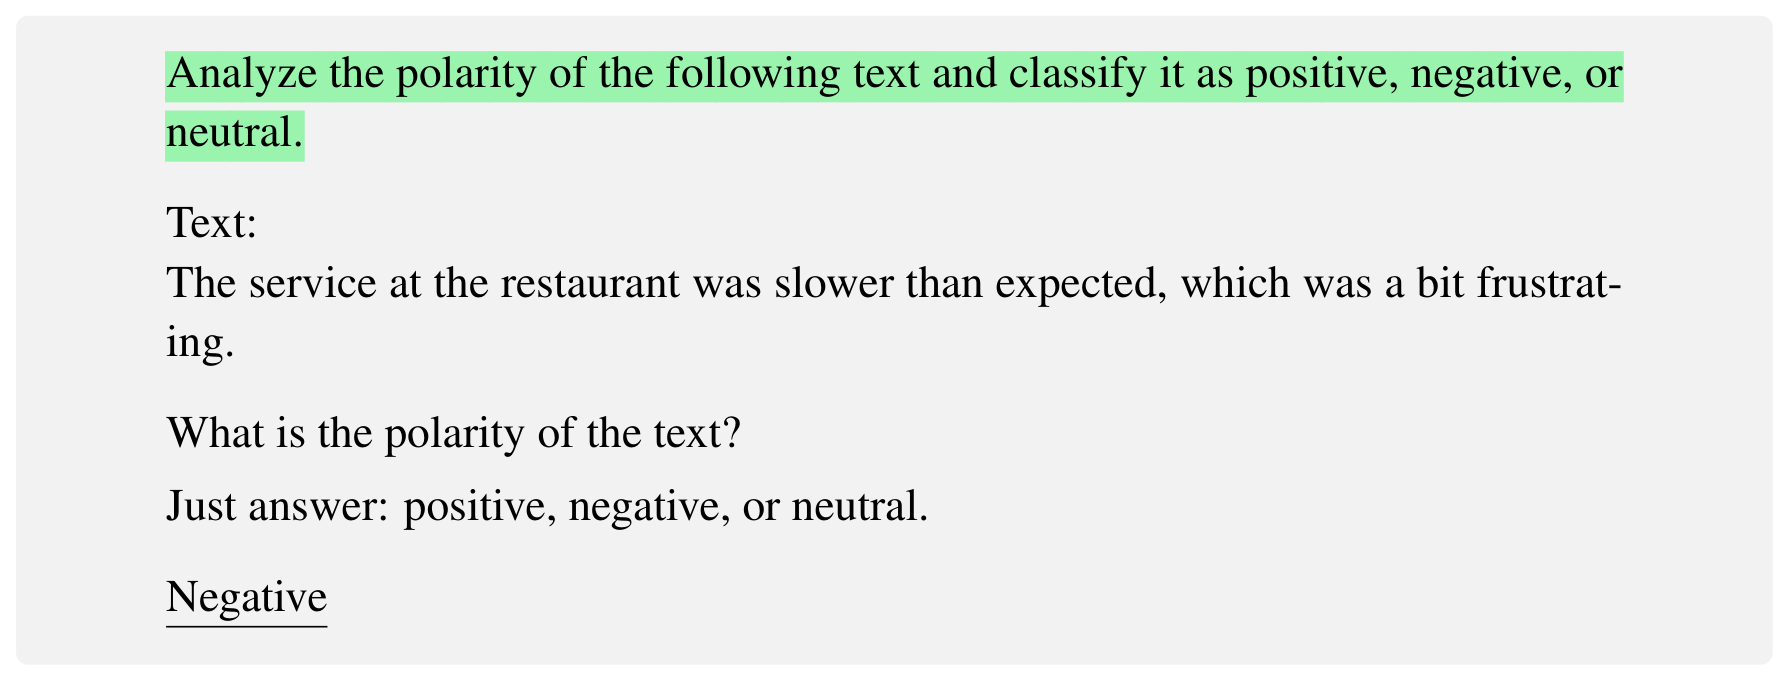 Analyze the polarity of the following text and classify it as positive, negative, or
neutral.
Text:
The service at the restaurant was slower than expected, which was a bit frustrat-
ing.
What is the polarity of the text?
Just answer: positive, negative, or neutral.
Negative